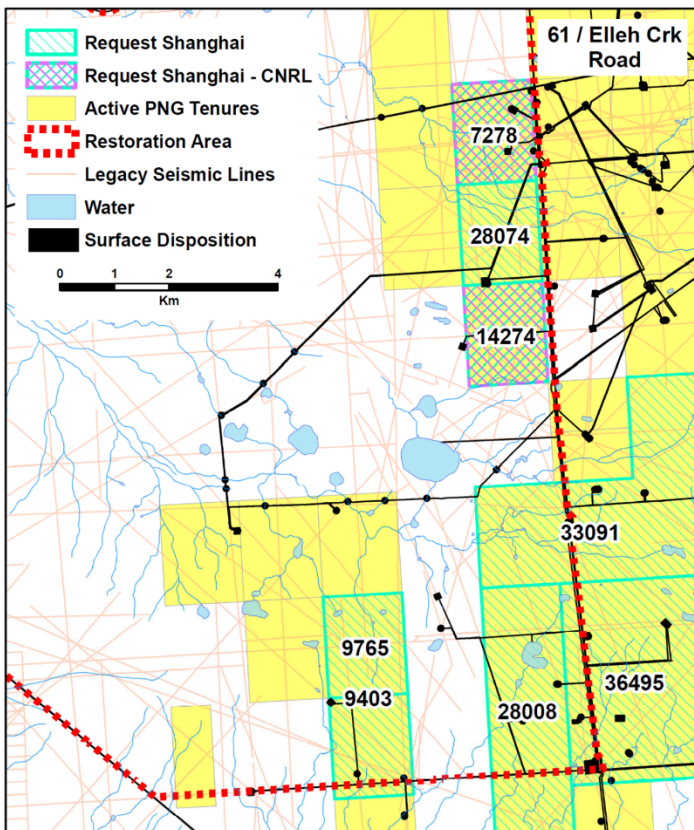 61 / Elleh Crk
Road
Request Shanghai
Request Shanghai - CNRL
Active PNG Tenures
Restoration Area
Legacy Seismic Lines
Water
Surface Disposition
0 1 2 4
Km
7278
28074
14274
33091
9765
9403
28008
36495